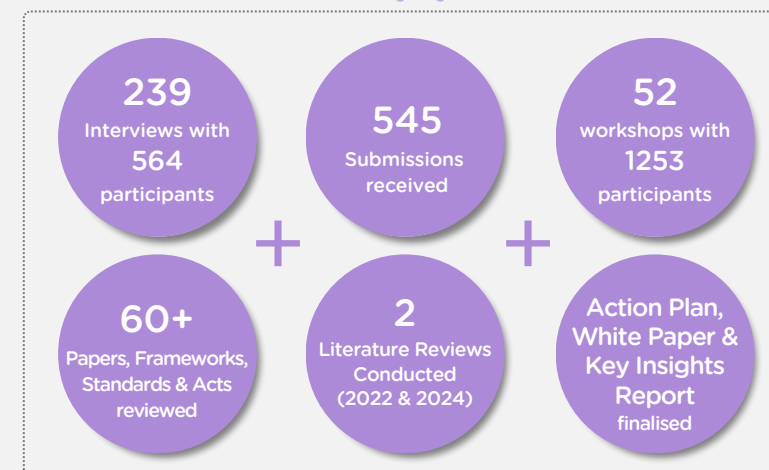 239
Interviews with
564
participants
545
Submissions
received
52
workshops with
1253
participants
60+
Papers, Frameworks,
Standards & Acts
reviewed
2
Literature Reviews
Conducted
(2022 & 2024)
Action Plan,
White Paper &
Key Insights
Report
finalised